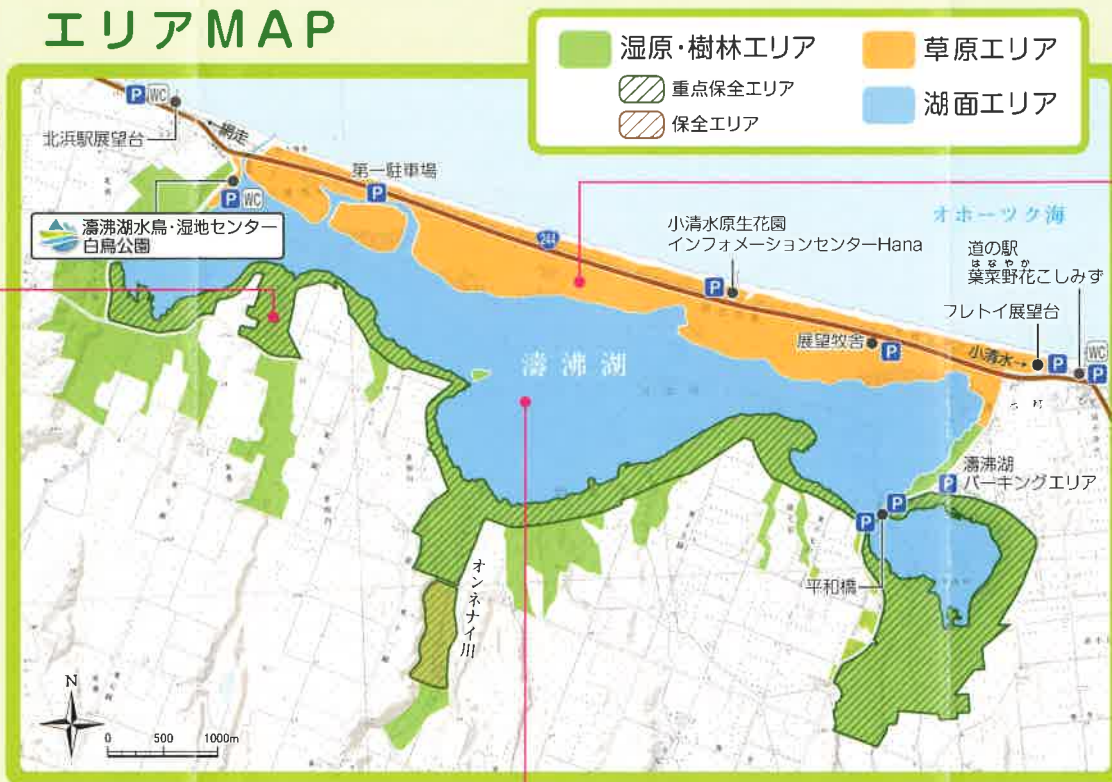 エリアMAP
湿原・樹林エリア
草原エリア
重点保全エリア
湖面エリア
保全エリア
P WC
北浜駅展望台
網走
第一駐車場
P
P WC
濤沸湖水鳥・湿地センター
白鳥公園
244
小清水原生花園
インフォメーションセンターHana
P
オホーツク海
道の駅
はなやか
葉菜野花こしみず
フレトイ展望台
展望牧舎
P
小清水→
P
WC
P
濤沸湖
濤沸湖
パーキングエリア
P
P
P
平和橋
オンネナイ川
N
0 500 1000m